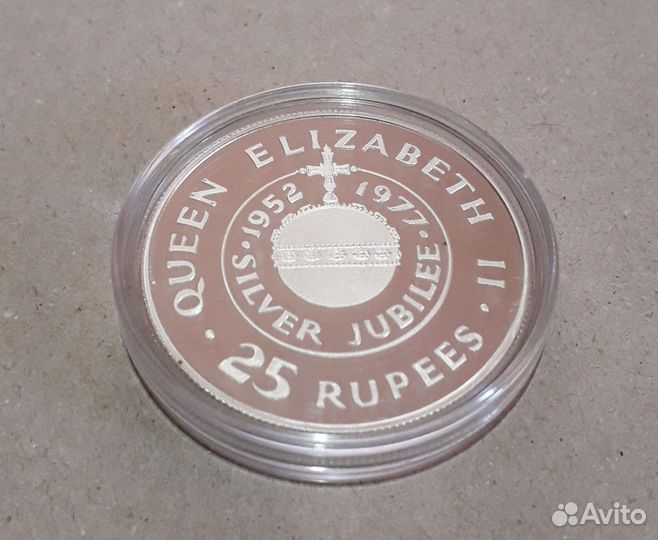 QUEEN ELIZABETH II
1952 1977
· SILVER JUBILEE ·
· 25 RUPEES ·
Avito